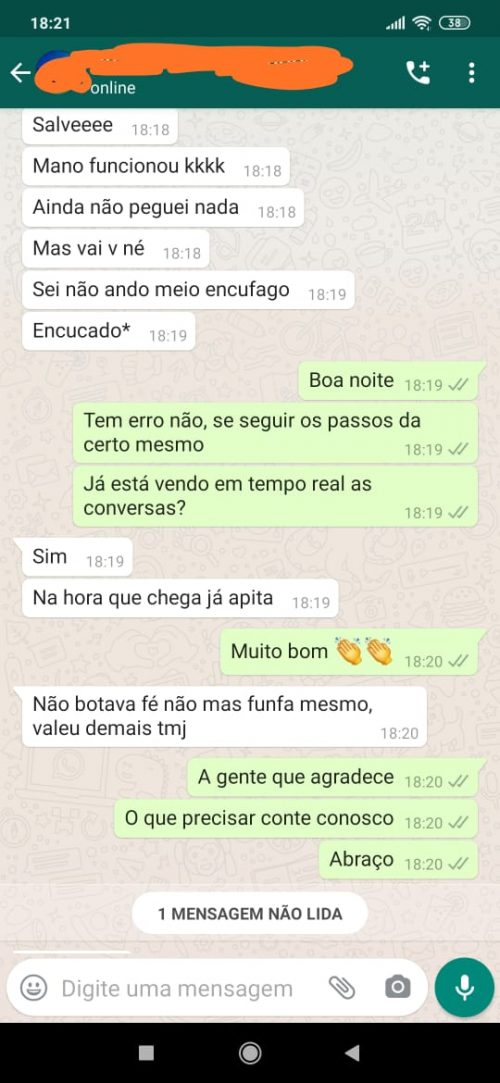 18:21
38
online
Salveeee 18:18
Mano funcionou kkkk 18:18
Ainda não peguei nada 18:18
Mas vai v né 18:18
Sei não ando meio encufago 18:19
Encucado* 18:19
Boa noite 18:19
Tem erro não, se seguir os passos da
certo mesmo 18:19
Já está vendo em tempo real as
conversas? 18:19
Sim 18:19
Na hora que chega já apita 18:19
Muito bom 👏👏 18:20
Não botava fé não mas funfa mesmo,
valeu demais tmj 18:20
A gente que agradece 18:20
O que precisar conte conosco 18:20
Abraço 18:20
1 MENSAGEM NÃO LIDA
Digite uma mensagem